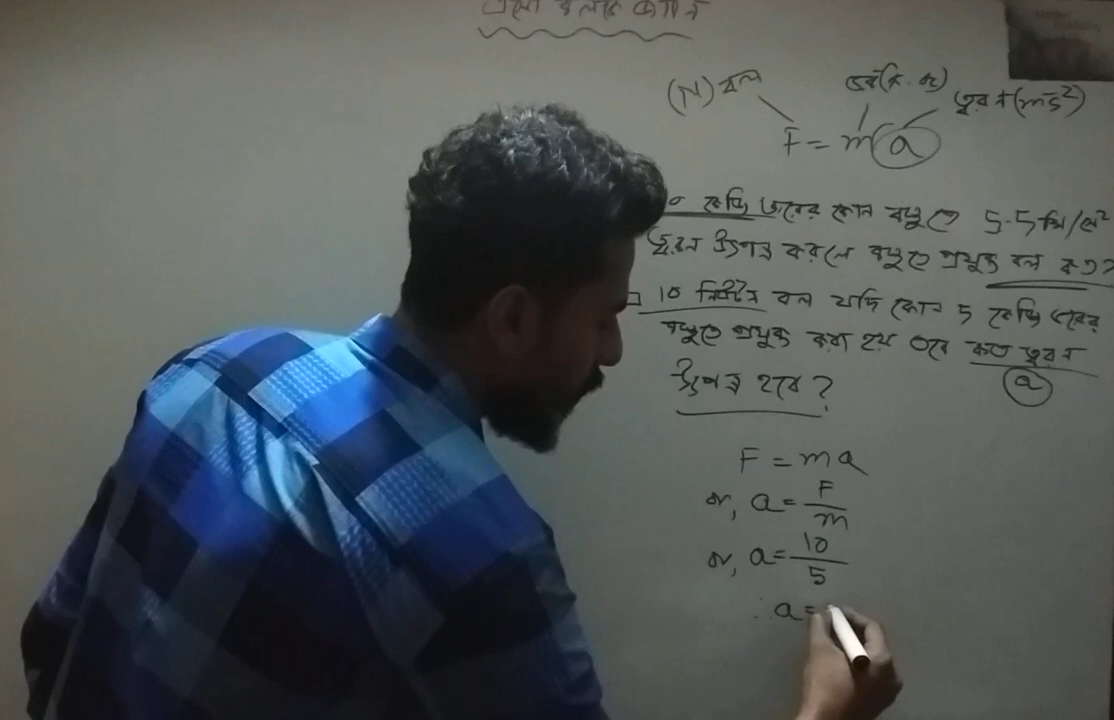 (N) বল
ভর(কি.গ্রা)
ত্বরণ(ms⁻²)
F = ma
কেজি ভরের কোন বস্তুতে 5.5 মি/সে²
ত্বরণ উৎপন্ন করলে বস্তুতে প্রযুক্ত বল কত?
10 নিউটন বল যদি কোন 5 কেজি ভরের
বস্তুতে প্রযুক্ত করা হয় তবে কত ত্বরণ
(a)
উৎপন্ন হবে?
F = ma
or, a = F/m
or, a = 10/5
∴ a =